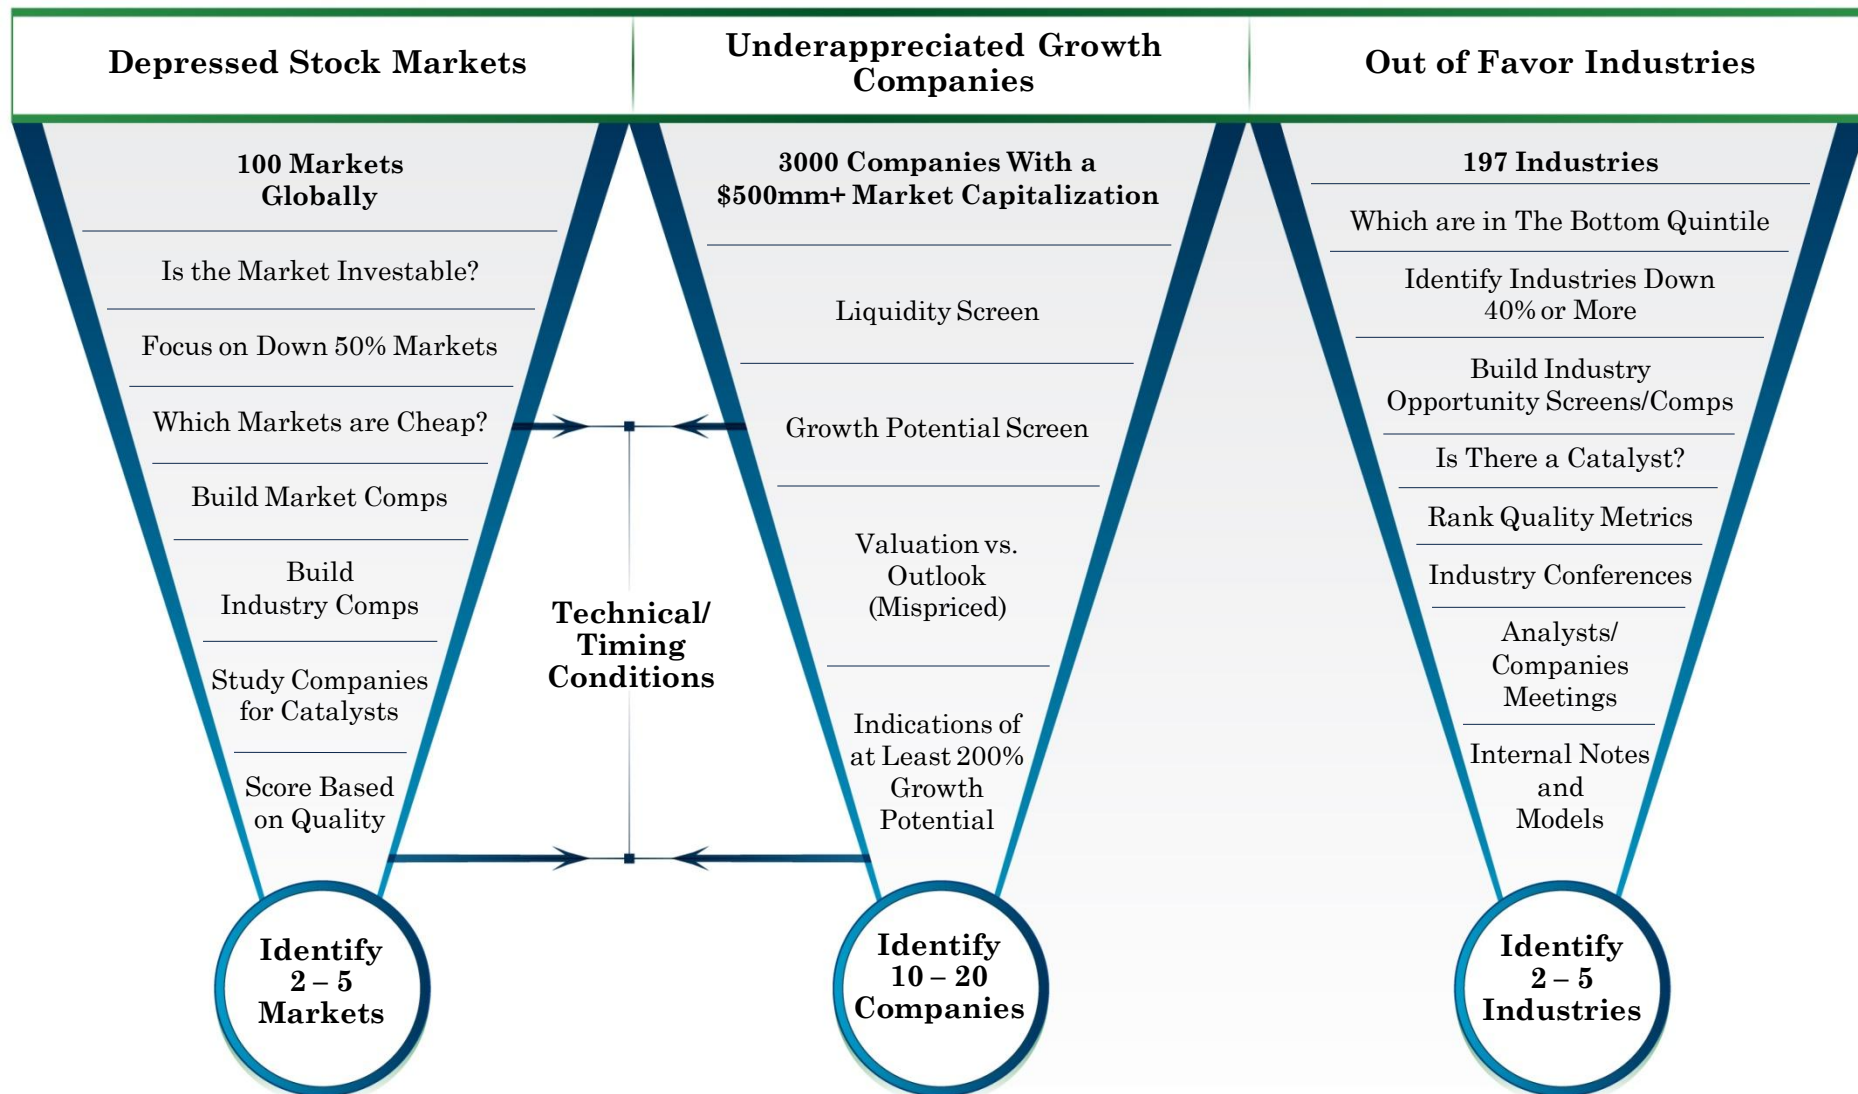 Depressed Stock Markets
Underappreciated Growth
Companies
Out of Favor Industries
100 Markets
Globally
Is the Market Investable?
Focus on Down 50% Markets
Which Markets are Cheap?
Build Market Comps
Build
Industry Comps
Study Companies
for Catalysts
Score Based
on Quality
Identify
2 – 5
Markets
Technical/
Timing
Conditions
3000 Companies With a
$500mm+ Market Capitalization
Liquidity Screen
Growth Potential Screen
Valuation vs.
Outlook
(Mispriced)
Indications of
at Least 200%
Growth
Potential
Identify
10 – 20
Companies
197 Industries
Which are in The Bottom Quintile
Identify Industries Down
40% or More
Build Industry
Opportunity Screens/Comps
Is There a Catalyst?
Rank Quality Metrics
Industry Conferences
Analysts/
Companies
Meetings
Internal Notes
and
Models
Identify
2 – 5
Industries